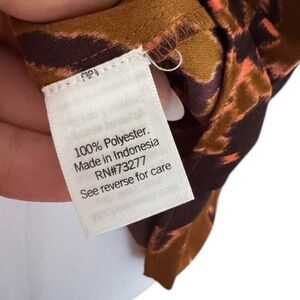 100% Polyester.
Made in Indonesia
RN#73277
See reverse for care